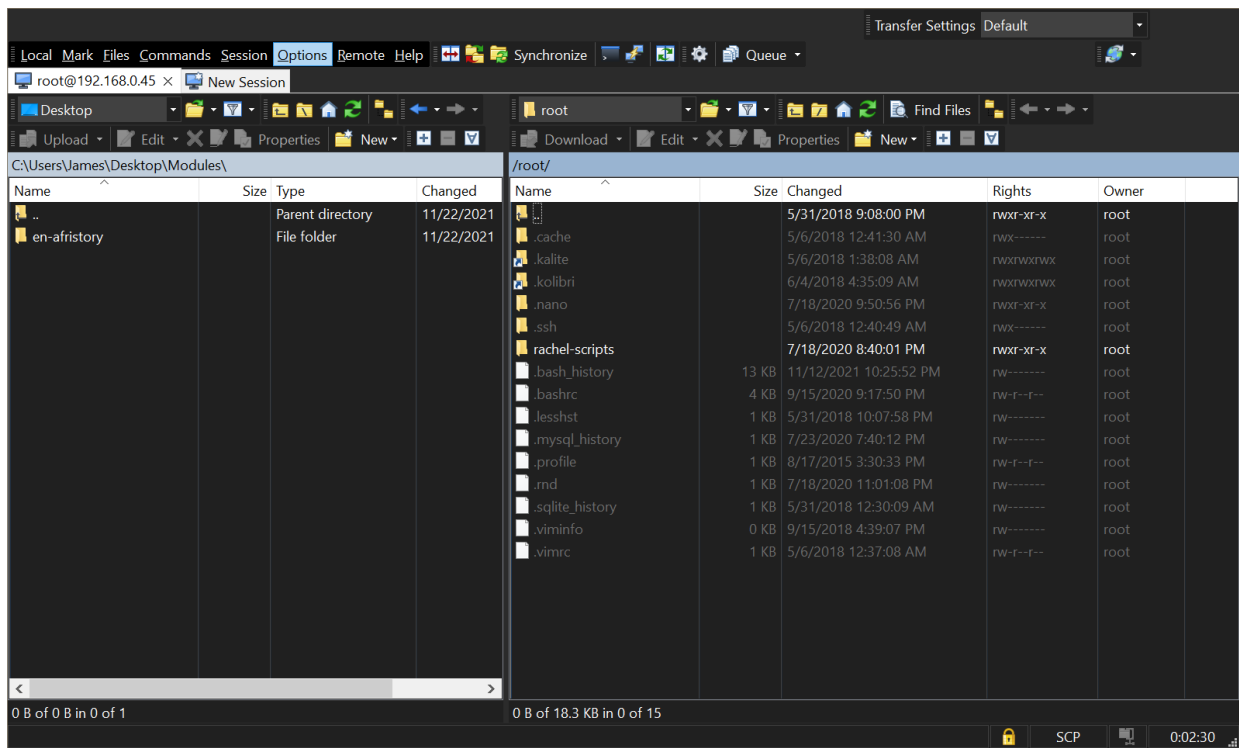 Transfer Settings Default
Local Mark Files Commands Session Options Remote Help Synchronize Queue
root@192.168.0.45 × New Session
Desktop
root Find Files
Upload Edit Properties New
Download Edit Properties New
C:\Users\James\Desktop\Modules\
Name Size Type Changed
.. Parent directory 11/22/2021
en-afristory File folder 11/22/2021
0 B of 0 B in 0 of 1
/root/
Name Size Changed Rights Owner
.. 5/31/2018 9:08:00 PM rwxr-xr-x root
.cache 5/6/2018 12:41:30 AM rwx------ root
.kalite 5/6/2018 1:38:08 AM rwxrwxrwx root
.kolibri 6/4/2018 4:35:09 AM rwxrwxrwx root
.nano 7/18/2020 9:50:56 PM rwxr-xr-x root
.ssh 5/6/2018 12:40:49 AM rwx------ root
rachel-scripts 7/18/2020 8:40:01 PM rwxr-xr-x root
.bash_history 13 KB 11/12/2021 10:25:52 PM rw------- root
.bashrc 4 KB 9/15/2020 9:17:50 PM rw-r--r-- root
.lesshst 1 KB 5/31/2018 10:07:58 PM rw------- root
.mysql_history 1 KB 7/23/2020 7:40:12 PM rw------- root
.profile 1 KB 8/17/2015 3:30:33 PM rw-r--r-- root
.rnd 1 KB 7/18/2020 11:01:08 PM rw------- root
.sqlite_history 1 KB 5/31/2018 12:30:09 AM rw------- root
.viminfo 0 KB 9/15/2018 4:39:07 PM rw------- root
.vimrc 1 KB 5/6/2018 12:37:08 AM rw-r--r-- root
0 B of 18.3 KB in 0 of 15
SCP 0:02:30